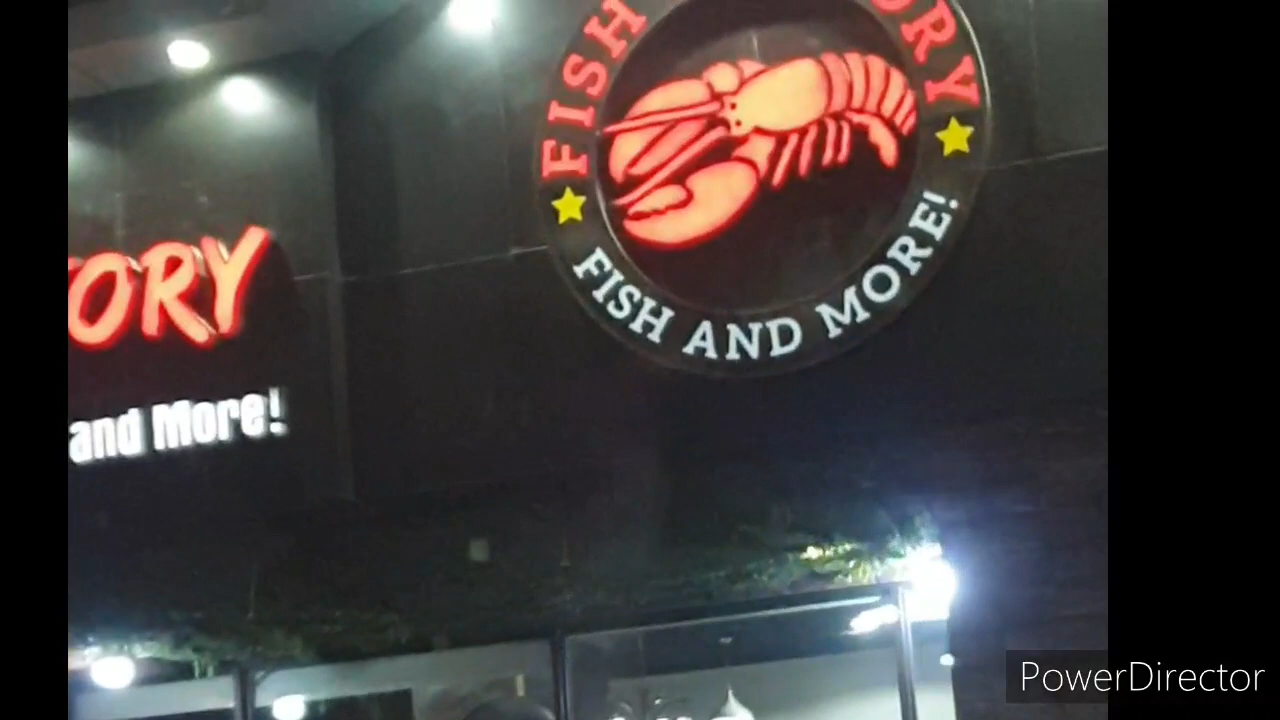 FISH
ORY
FISH AND MORE!
ORY
and More!
PowerDirector